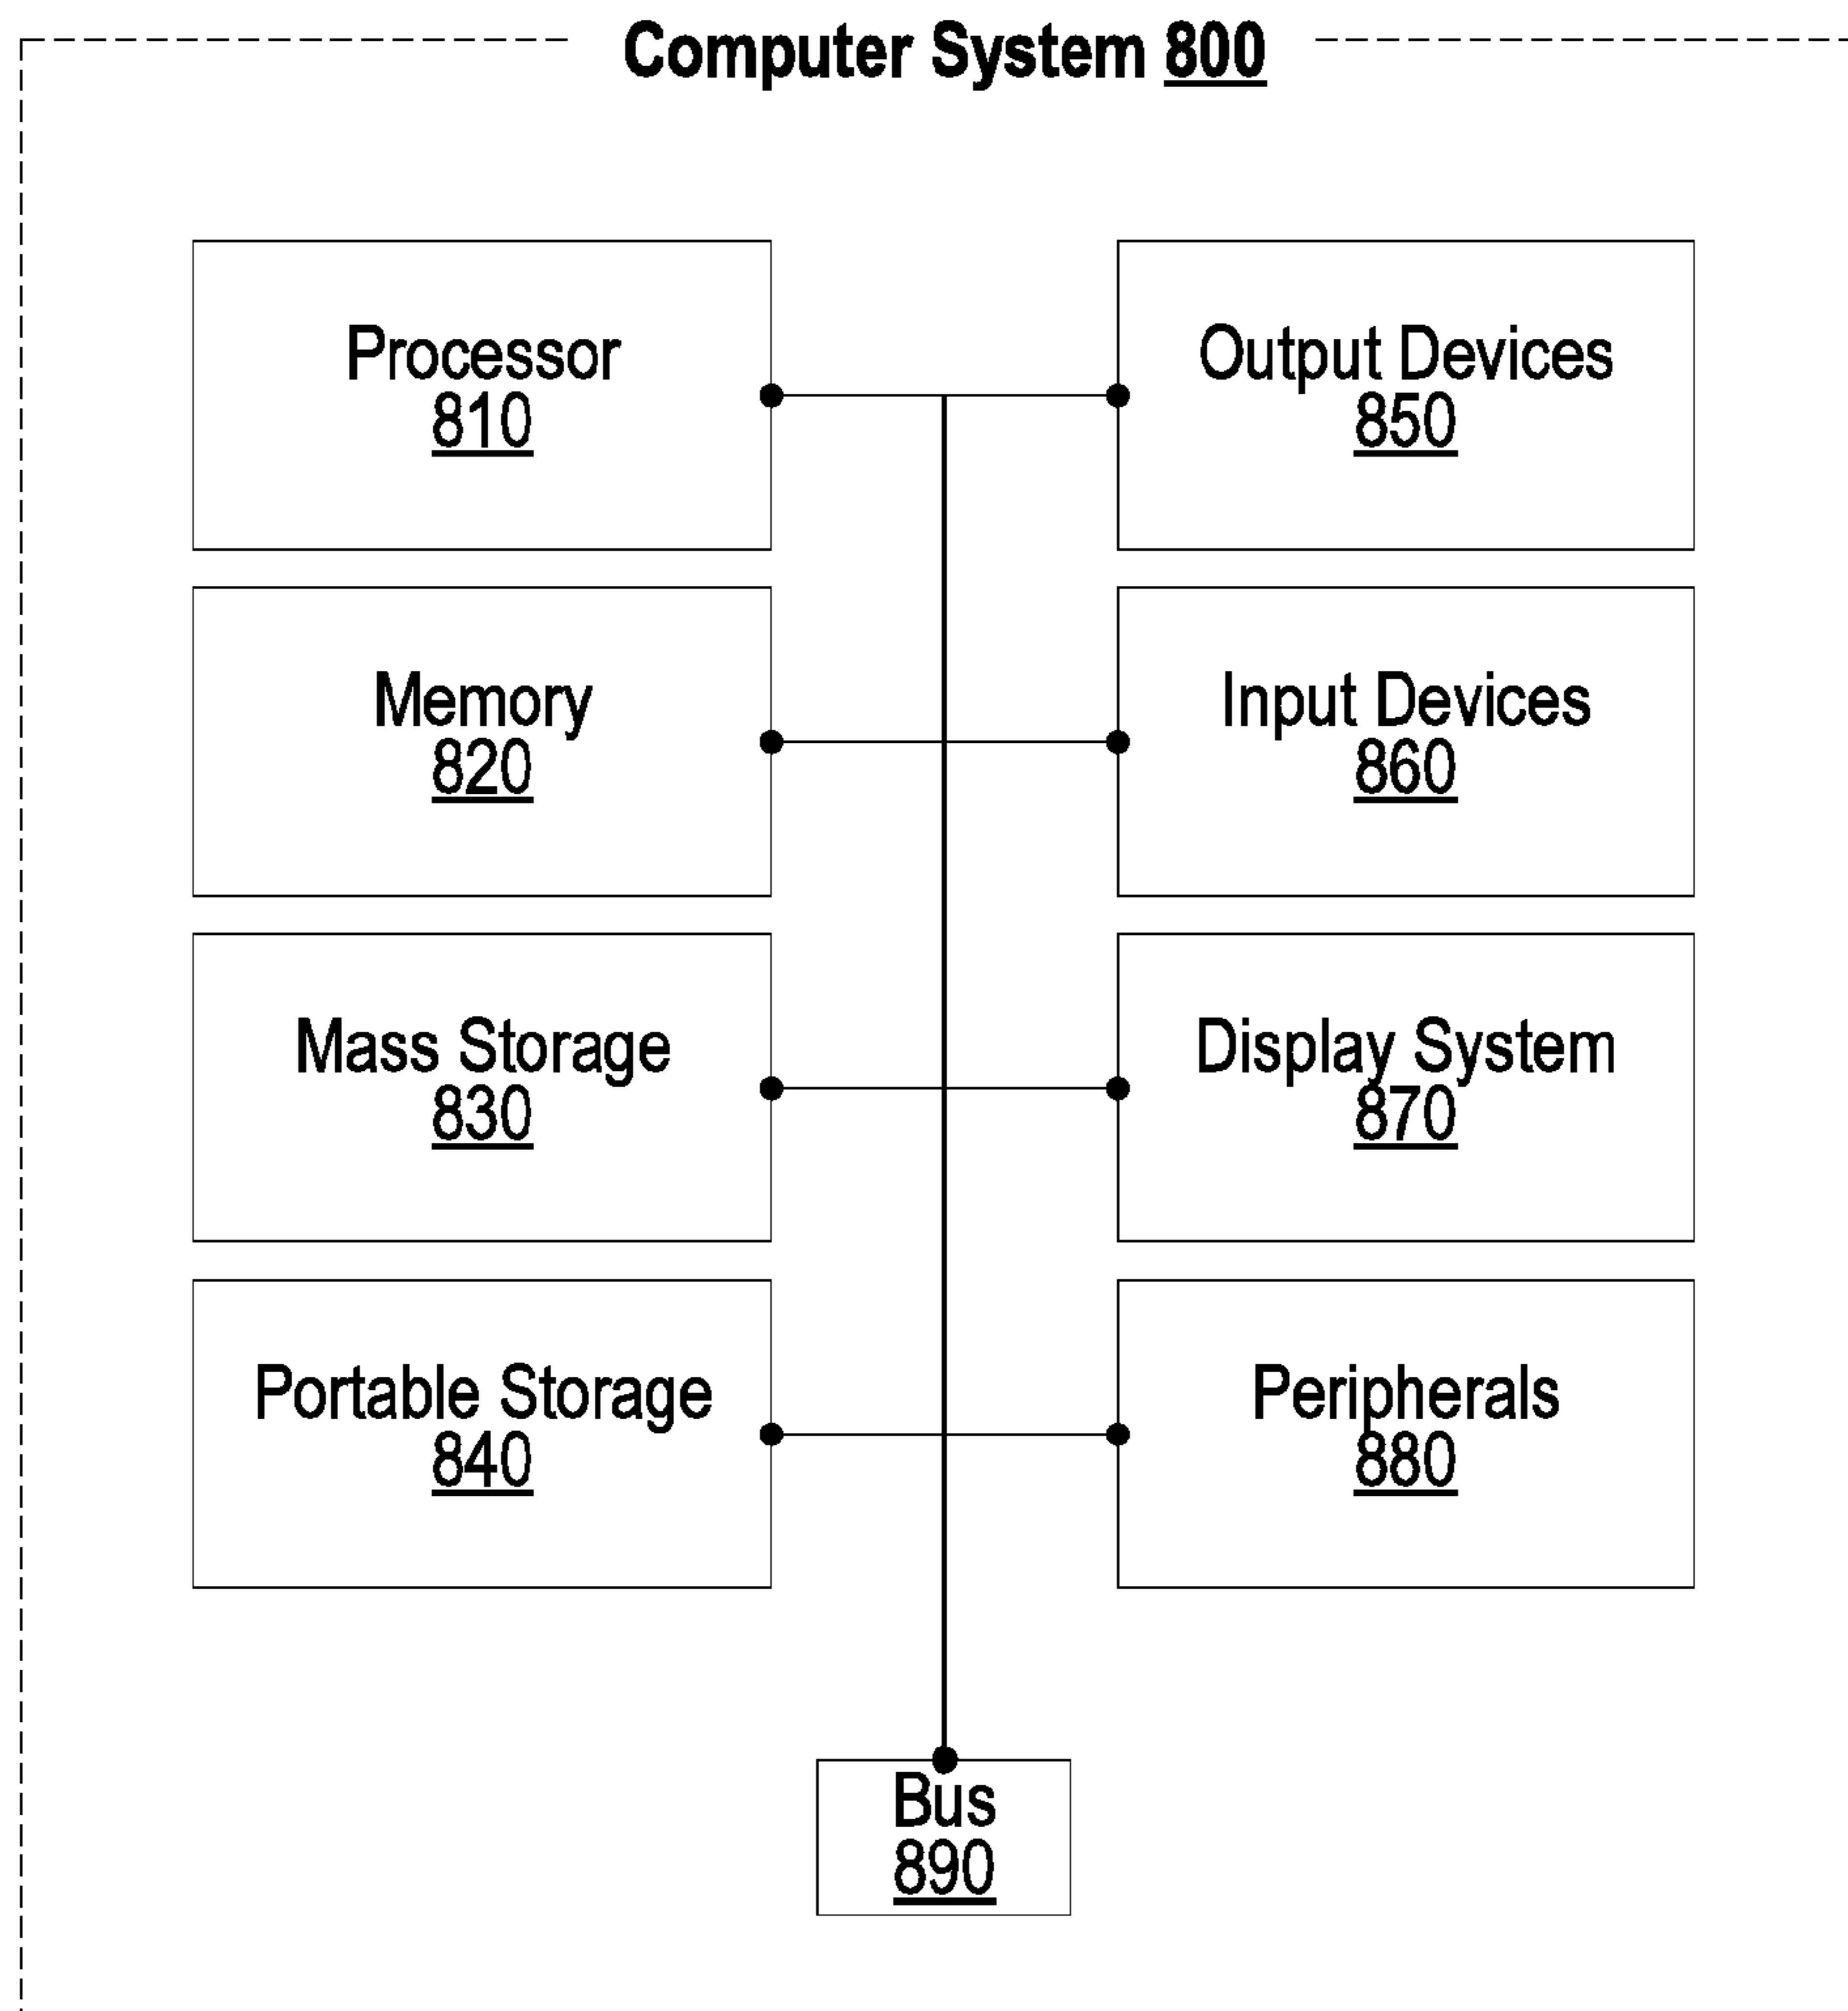 Computer System 800
Processor
810
Output Devices
850
Memory
820
Input Devices
860
Mass Storage
830
Display System
870
Portable Storage
840
Peripherals
880
Bus
890